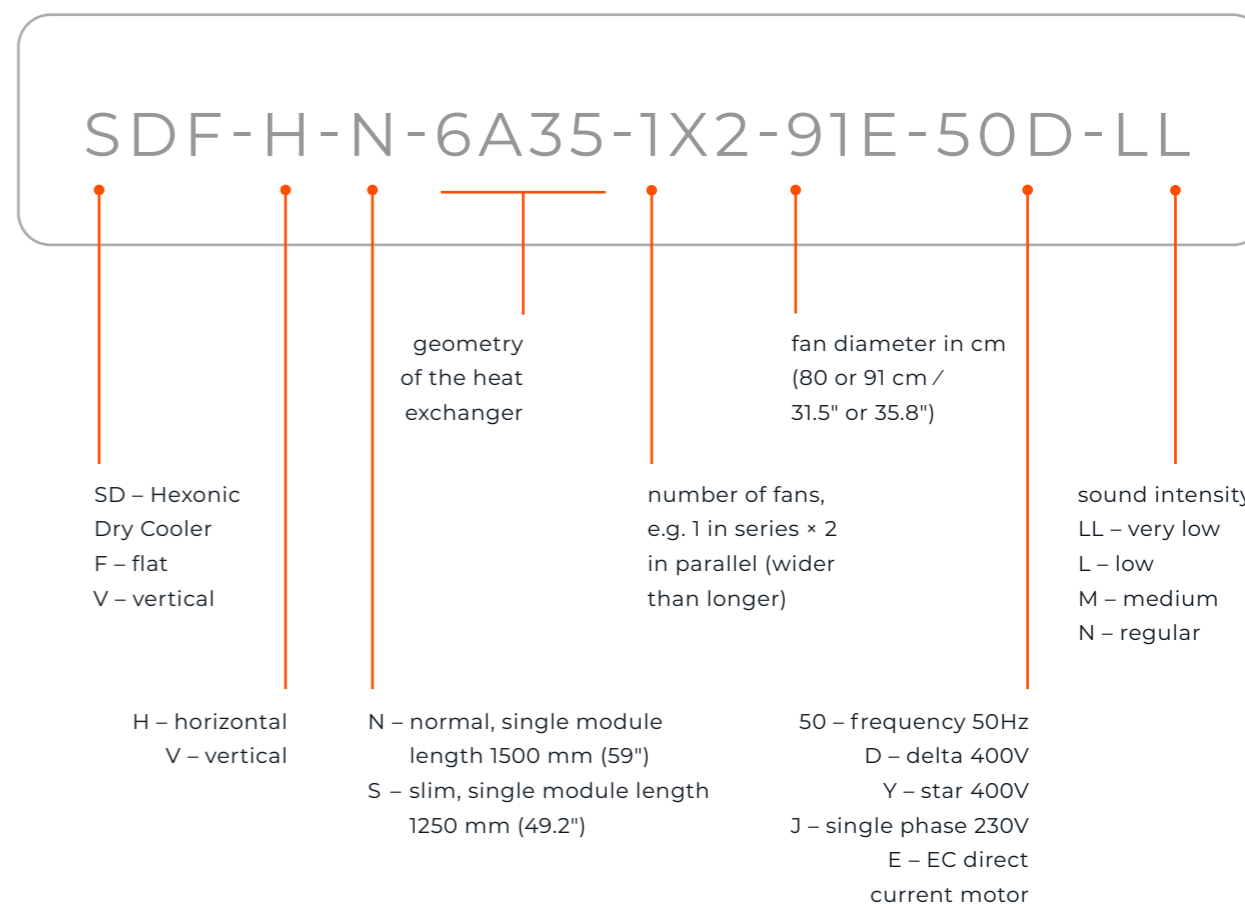 SDF-H-N-6A35-1X2-91E-50D-LL
geometry
of the heat
exchanger
fan diameter in cm
(80 or 91 cm /
31.5" or 35.8")
SD – Hexonic
Dry Cooler
F – flat
V – vertical
number of fans,
e.g. 1 in series × 2
in parallel (wider
than longer)
sound intensity
LL – very low
L – low
M – medium
N – regular
H – horizontal
V – vertical
N – normal, single module
length 1500 mm (59")
S – slim, single module length
1250 mm (49.2")
50 – frequency 50Hz
D – delta 400V
Y – star 400V
J – single phase 230V
E – EC direct
current motor